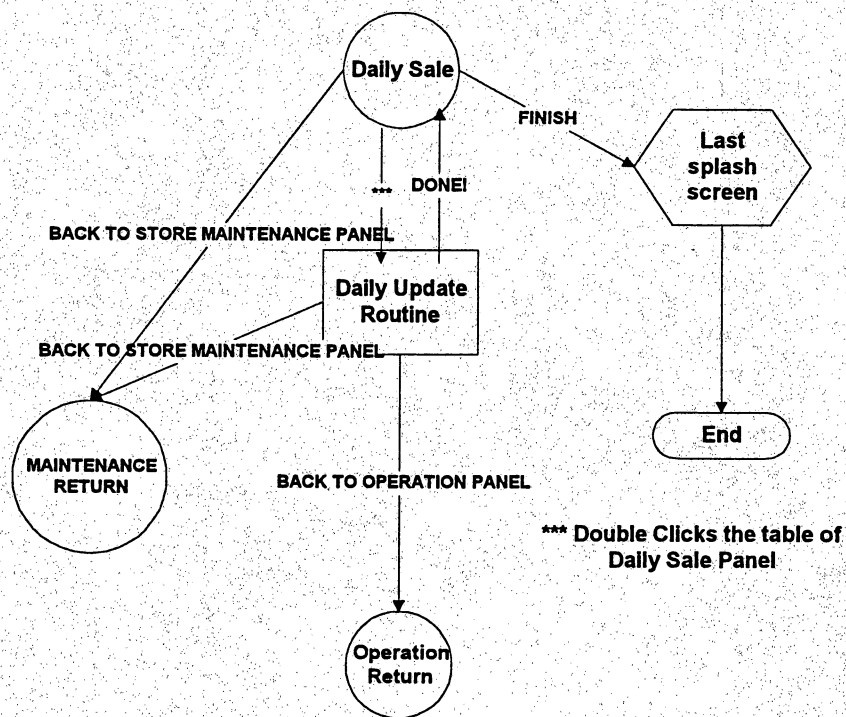 Daily Sale
FINISH
Last
splash
screen
***
DONE!
BACK TO STORE MAINTENANCE PANEL
Daily Update
Routine
BACK TO STORE MAINTENANCE PANEL
End
MAINTENANCE
RETURN
BACK TO OPERATION PANEL
*** Double Clicks the table of
Daily Sale Panel
Operation
Return